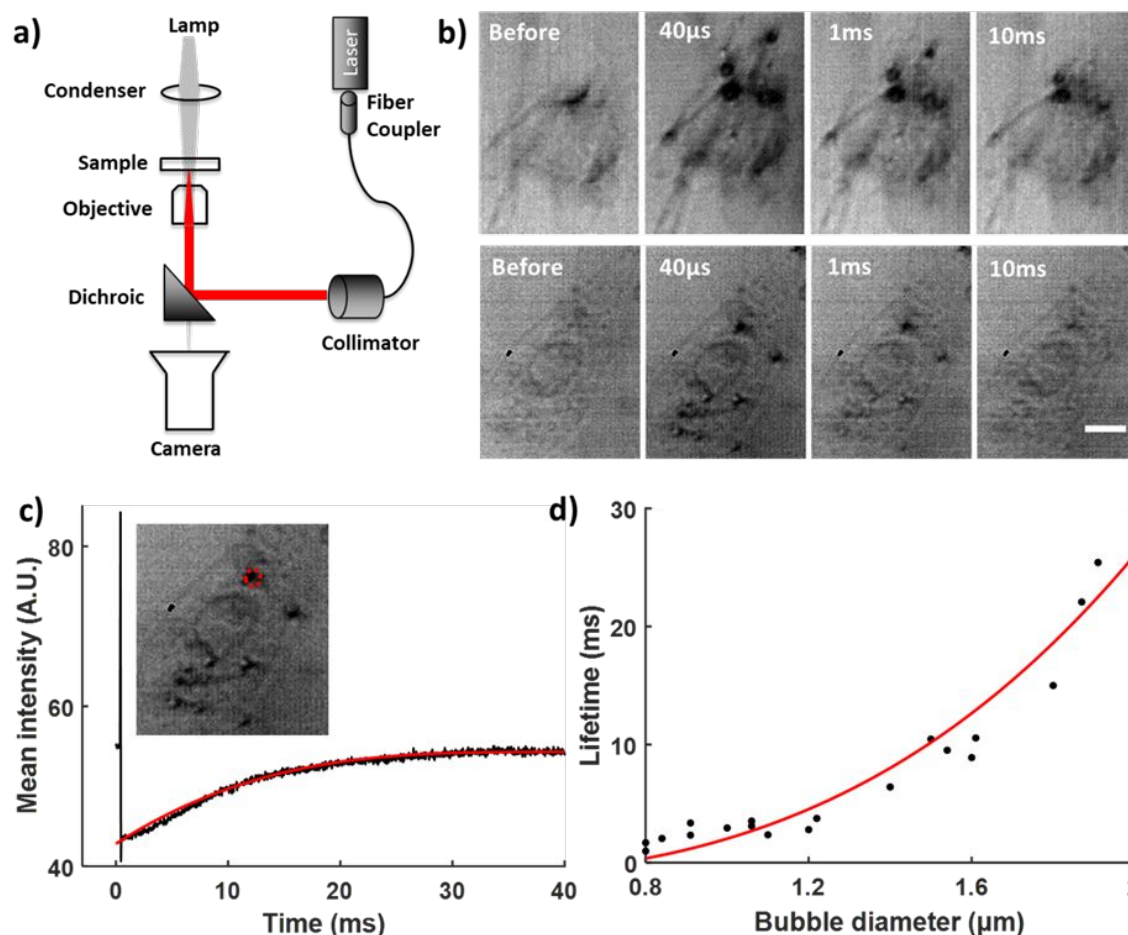 a)
Lamp
Condenser
Sample
Objective
Dichroic
Camera
Laser
Fiber
Coupler
Collimator
b)
Before
40µs
1ms
10ms
Before
40µs
1ms
10ms
c)
Mean intensity (A.U.)
80
60
40
0
10
20
30
40
Time (ms)
d)
Lifetime (ms)
30
20
10
0
0.8
1.2
1.6
Bubble diameter (µm)